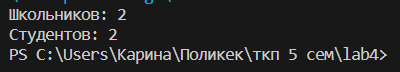 Школьников: 2
Студентов: 2
PS C:\Users\Карина\Поликек\ткп 5 сем\lab4>